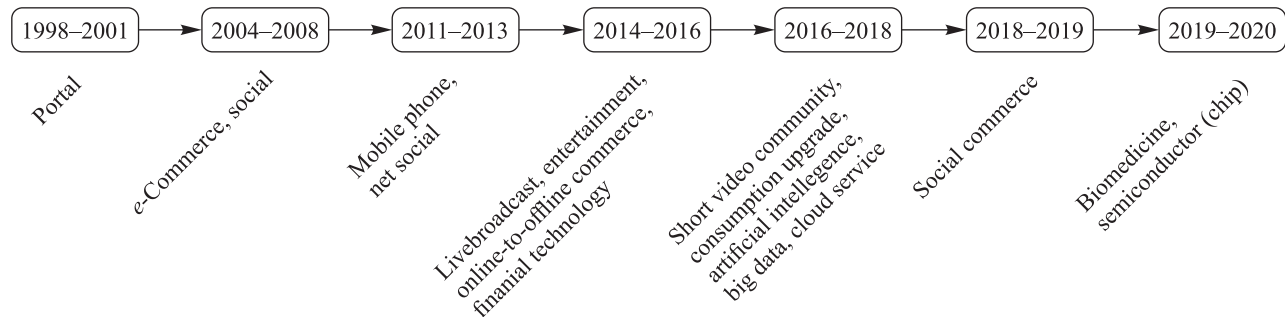 1998–2001
2004–2008
2011–2013
2014–2016
2016–2018
2018–2019
2019–2020
Portal
e-Commerce, social
Mobile phone,
net social
Livebroadcast, entertainment,
online-to-offline commerce,
finanial technology
Short video community,
consumption upgrade,
artificial intellegence,
big data, cloud service
Social commerce
Biomedicine,
semiconductor (chip)